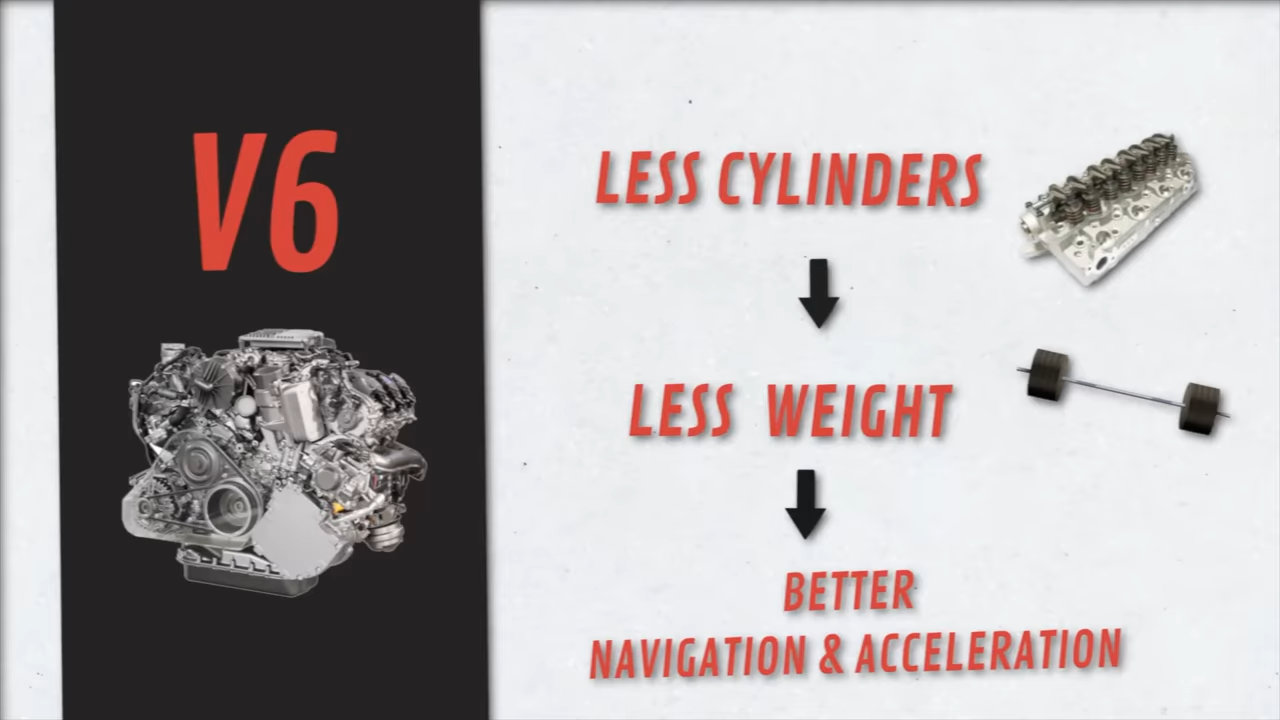 V6
LESS CYLINDERS
LESS WEIGHT
BETTER
NAVIGATION & ACCELERATION